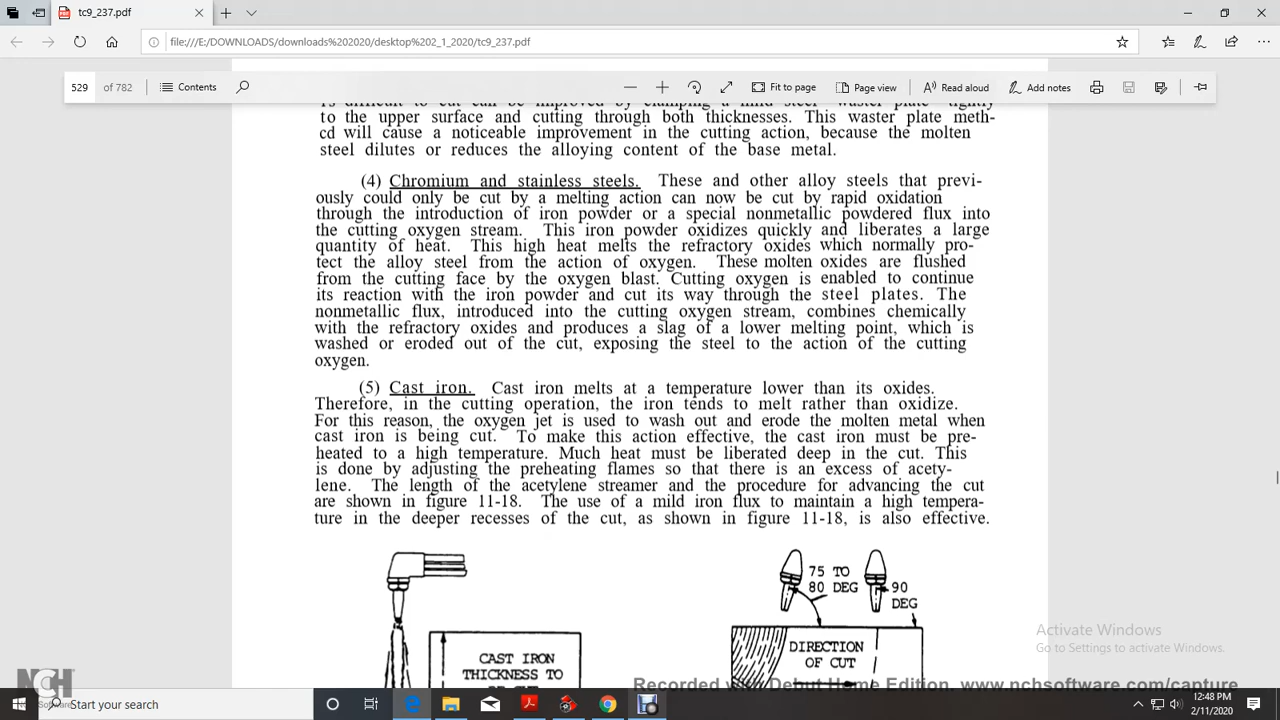 tc9_237.pdf
file:///E:/DOWNLOADS/downloads%202020/desktop%202_1_2020/tc9_237.pdf
529 of 782 Contents Fit to page Page view Read aloud Add notes
is difficult to cut can be improved by clamping a mild steel waster plate tightly
to the upper surface and cutting through both thicknesses. This waster plate meth-
cd will cause a noticeable improvement in the cutting action, because the molten
steel dilutes or reduces the alloying content of the base metal.
(4) Chromium and stainless steels. These and other alloy steels that previ-
ously could only be cut by a melting action can now be cut by rapid oxidation
through the introduction of iron powder or a special nonmetallic powdered flux into
the cutting oxygen stream. This iron powder oxidizes quickly and liberates a large
quantity of heat. This high heat melts the refractory oxides which normally pro-
tect the alloy steel from the action of oxygen. These molten oxides are flushed
from the cutting face by the oxygen blast. Cutting oxygen is enabled to continue
its reaction with the iron powder and cut its way through the steel plates. The
nonmetallic flux, introduced into the cutting oxygen stream, combines chemically
with the refractory oxides and produces a slag of a lower melting point, which is
washed or eroded out of the cut, exposing the steel to the action of the cutting
oxygen.
(5) Cast iron. Cast iron melts at a temperature lower than its oxides.
Therefore, in the cutting operation, the iron tends to melt rather than oxidize.
For this reason, the oxygen jet is used to wash out and erode the molten metal when
cast iron is being cut. To make this action effective, the cast iron must be pre-
heated to a high temperature. Much heat must be liberated deep in the cut. This
is done by adjusting the preheating flames so that there is an excess of acety-
lene. The length of the acetylene streamer and the procedure for advancing the cut
are shown in figure 11-18. The use of a mild iron flux to maintain a high tempera-
ture in the deeper recesses of the cut, as shown in figure 11-18, is also effective.
75 TO
80 DEG
90
DEG
CAST IRON
THICKNESS TO
DIRECTION
OF CUT
Activate Windows
Go to Settings to activate Windows.
NCH
Software
Recorded with Debut Home Edition. www.nchsoftware.com/capture
Start your search
12:48 PM
2/11/2020